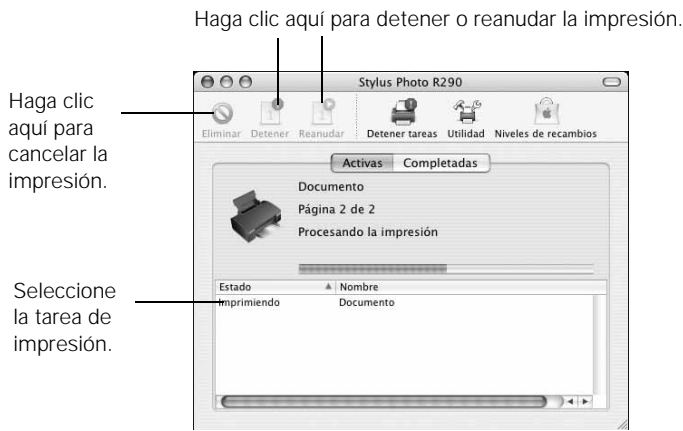 Haga clic aquí para detener o reanudar la impresión.
Stylus Photo R290
Haga clic
aquí para
cancelar la
impresión.
Eliminar Detener Reanudar Detener tareas Utilidad Niveles de recambios
Activas Completadas
Documento
Página 2 de 2
Procesando la impresión
Seleccione
la tarea de
impresión.
Estado Nombre
Imprimiendo Documento